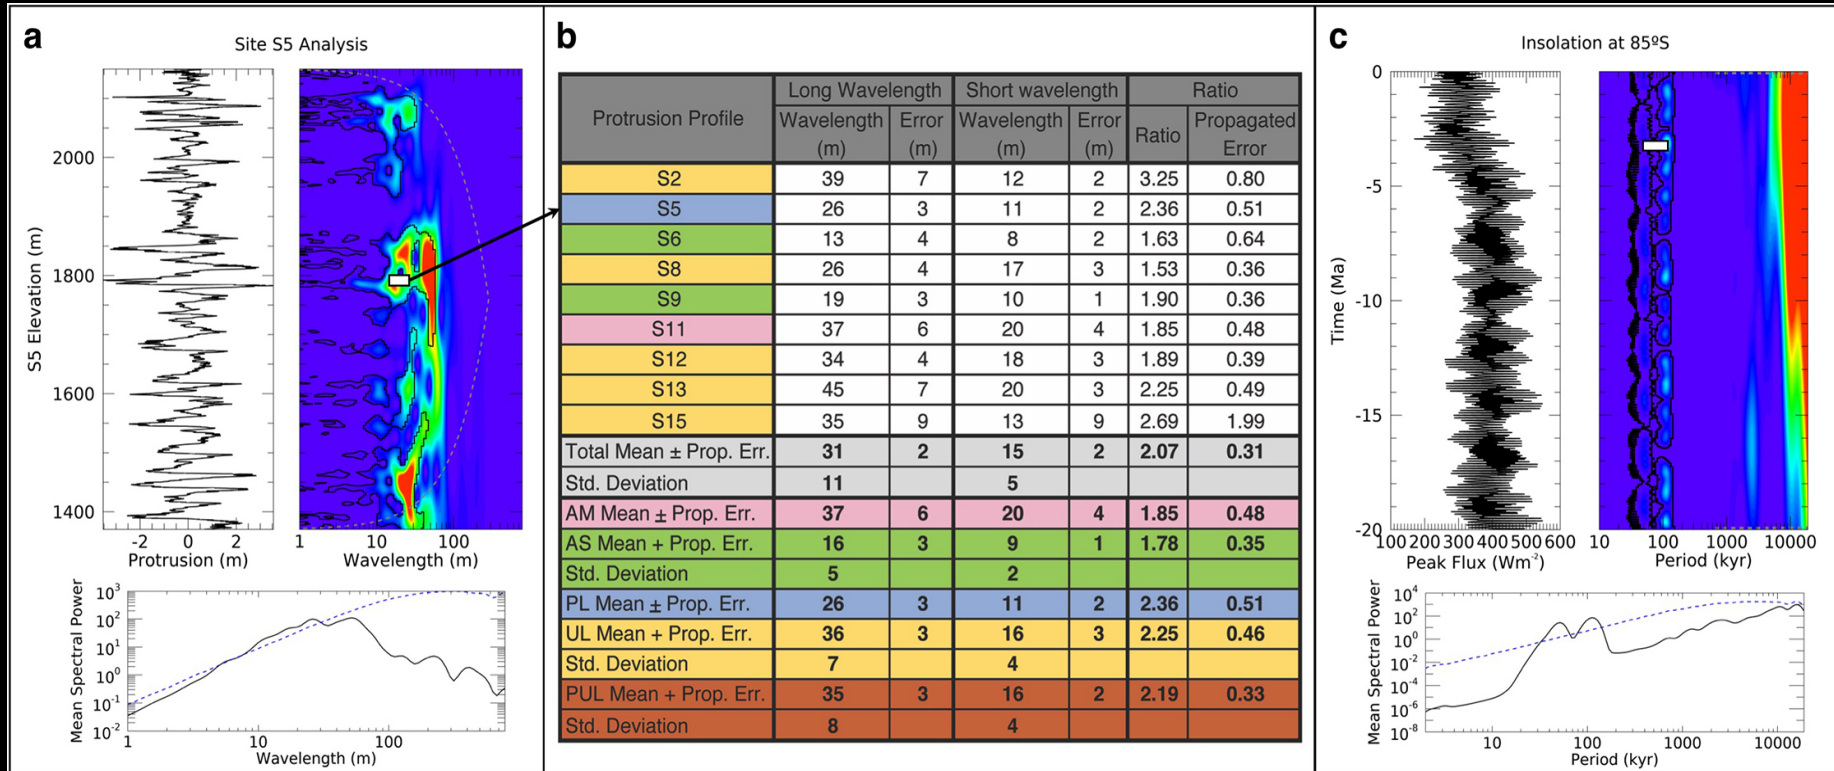 a
Site S5 Analysis
S5 Elevation (m)
2000
1800
1600
1400
-2 0 2
Protrusion (m)
1 10 100
Wavelength (m)
Mean Spectral Power
10³
10²
10¹
10⁰
10⁻¹
10⁻²
1 10 100
Wavelength (m)
b
Protrusion Profile Long Wavelength Short wavelength Ratio
Wavelength (m) Error (m) Wavelength (m) Error (m) Ratio Propagated Error
S2 39 7 12 2 3.25 0.80
S5 26 3 11 2 2.36 0.51
S6 13 4 8 2 1.63 0.64
S8 26 4 17 3 1.53 0.36
S9 19 3 10 1 1.90 0.36
S11 37 6 20 4 1.85 0.48
S12 34 4 18 3 1.89 0.39
S13 45 7 20 3 2.25 0.49
S15 35 9 13 9 2.69 1.99
Total Mean ± Prop. Err. 31 2 15 2 2.07 0.31
Std. Deviation 11 5
AM Mean ± Prop. Err. 37 6 20 4 1.85 0.48
AS Mean + Prop. Err. 16 3 9 1 1.78 0.35
Std. Deviation 5 2
PL Mean ± Prop. Err. 26 3 11 2 2.36 0.51
UL Mean + Prop. Err. 36 3 16 3 2.25 0.46
Std. Deviation 7 4
PUL Mean + Prop. Err. 35 3 16 2 2.19 0.33
Std. Deviation 8 4
c
Insolation at 85ºS
Time (Ma)
0
-5
-10
-15
-20
100 200 300 400 500 600
Peak Flux (Wm⁻²)
10 100 1000 10000
Period (kyr)
Mean Spectral Power
10⁴
10²
10⁰
10⁻²
10⁻⁴
10⁻⁶
10⁻⁸
10 100 1000 10000
Period (kyr)